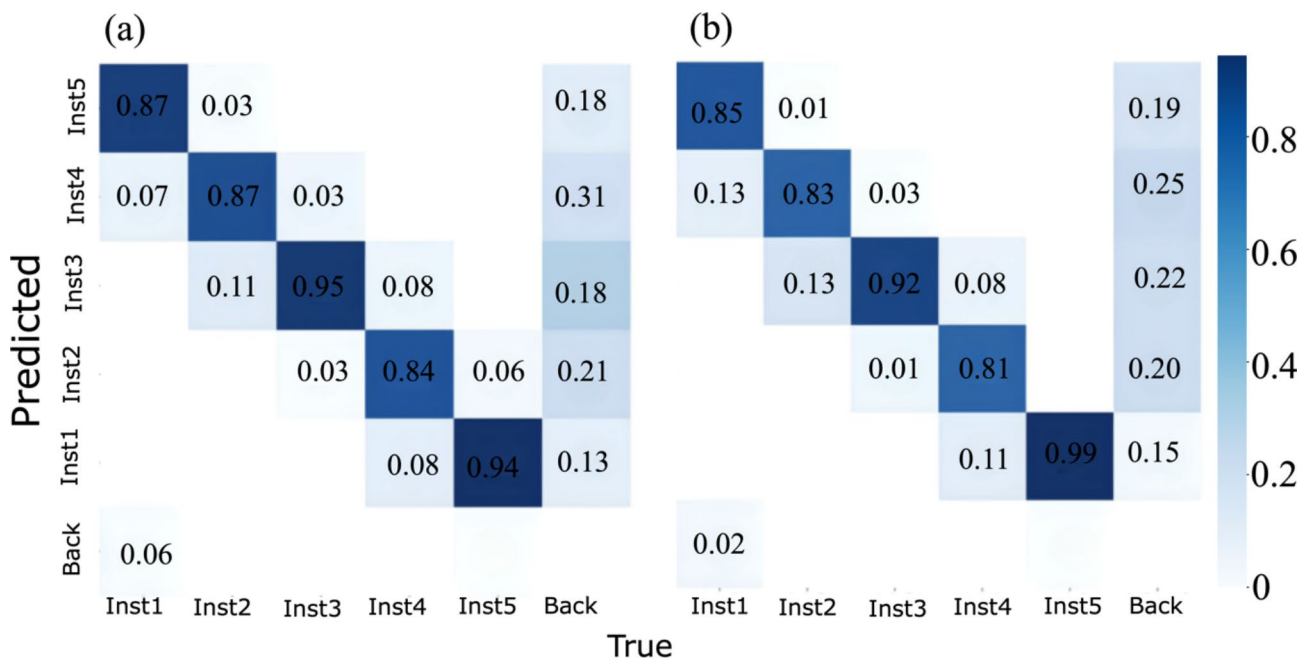 (a) (b)
Inst5 0.87 0.03 0.18 0.85 0.01 0.19
0.8
Inst4 0.07 0.87 0.03 0.31 0.13 0.83 0.03 0.25
0.6
Predicted
Inst3 0.11 0.95 0.08 0.18 0.13 0.92 0.08 0.22
0.4
Inst2 0.03 0.84 0.06 0.21 0.01 0.81 0.20
Inst1 0.08 0.94 0.13 0.11 0.99 0.15 0.2
Back 0.06 0.02
0
Inst1 Inst2 Inst3 Inst4 Inst5 Back Inst1 Inst2 Inst3 Inst4 Inst5 Back
True